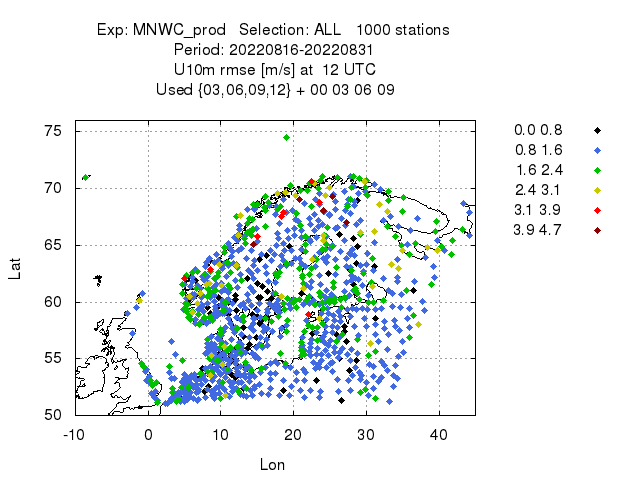 Exp: MNWC_prod   Selection: ALL   1000 stations
Period: 20220816-20220831
U10m rmse [m/s] at  12 UTC
Used {03,06,09,12} + 00 03 06 09
0.0 0.8
0.8 1.6
1.6 2.4
2.4 3.1
3.1 3.9
3.9 4.7
75
70
65
60
55
50
Lat
-10 0 10 20 30 40
Lon